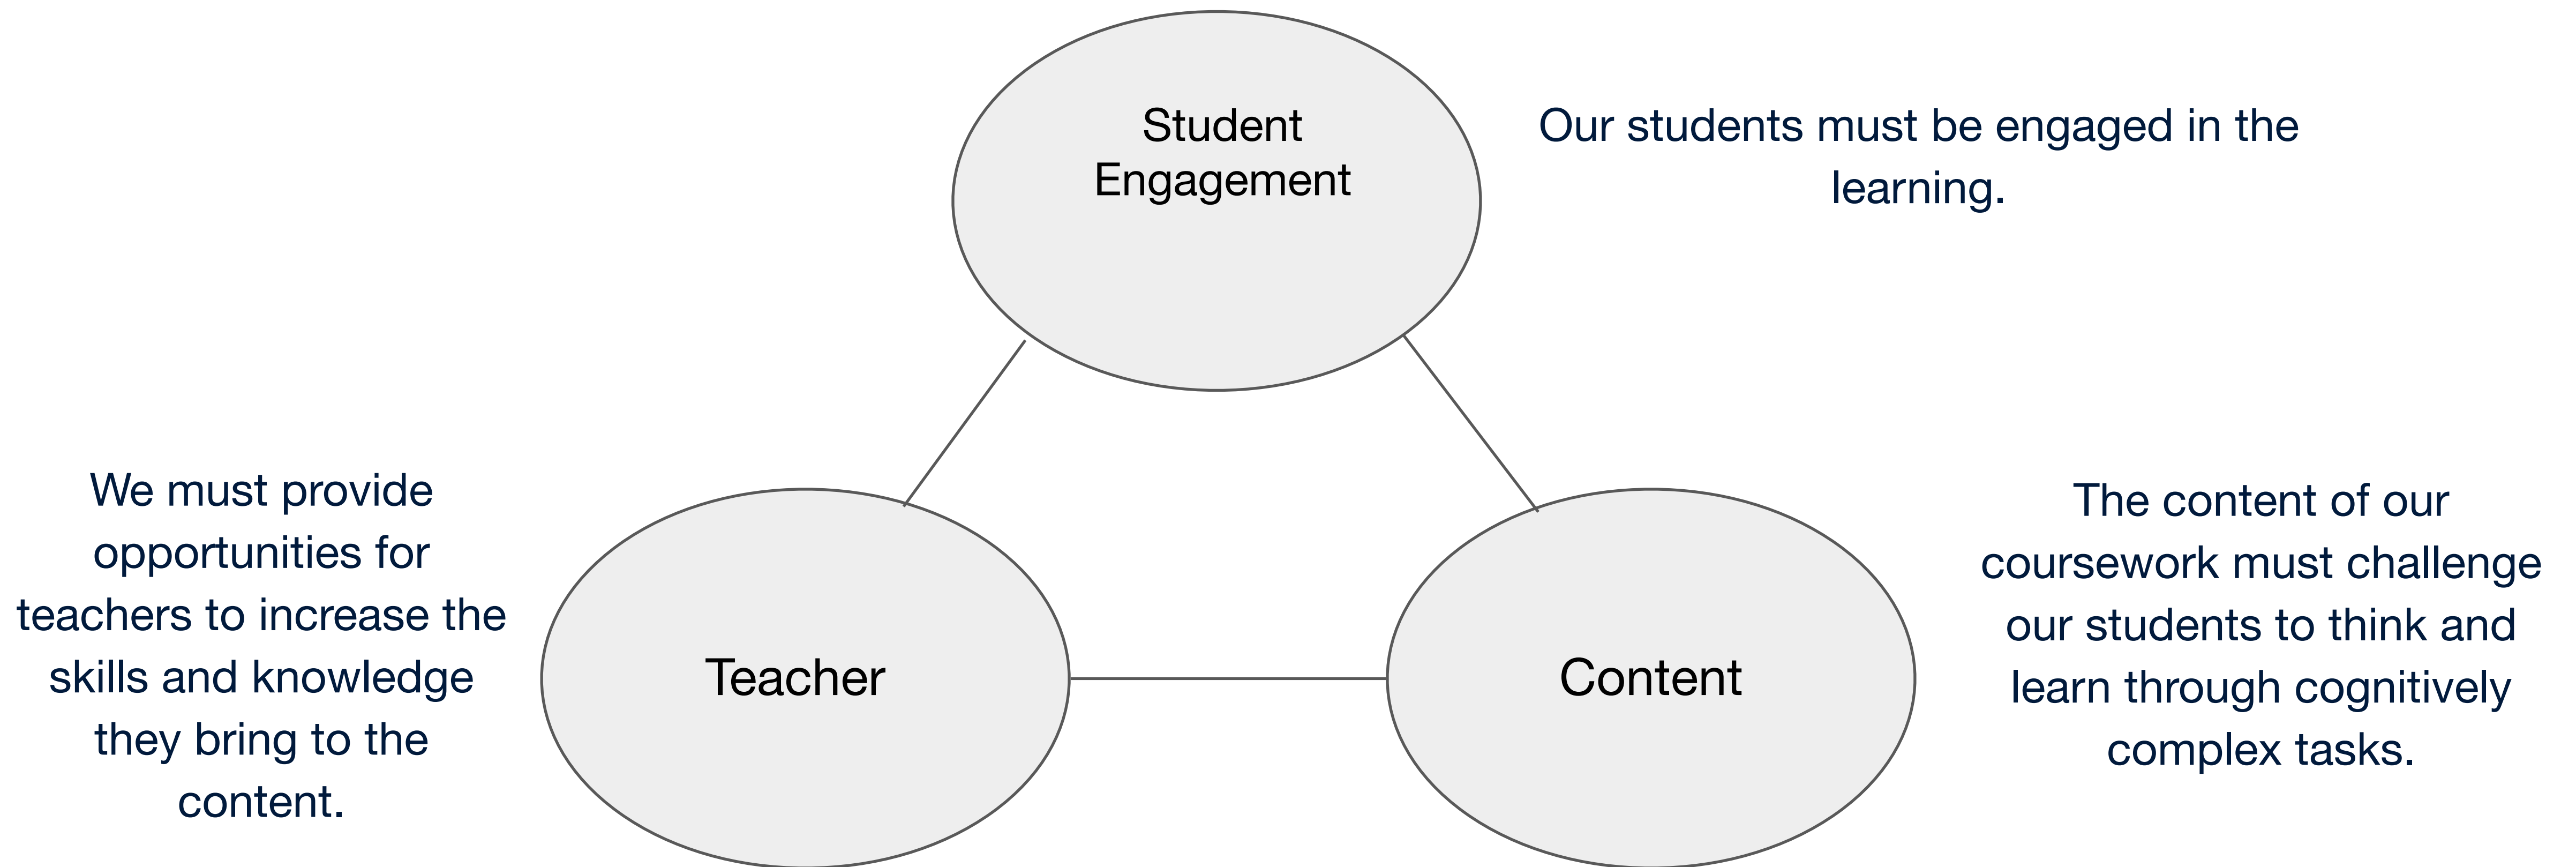 Student
Engagement
Our students must be engaged in the
learning.
We must provide
opportunities for
teachers to increase the
skills and knowledge
they bring to the
content.
Teacher
Content
The content of our
coursework must challenge
our students to think and
learn through cognitively
complex tasks.